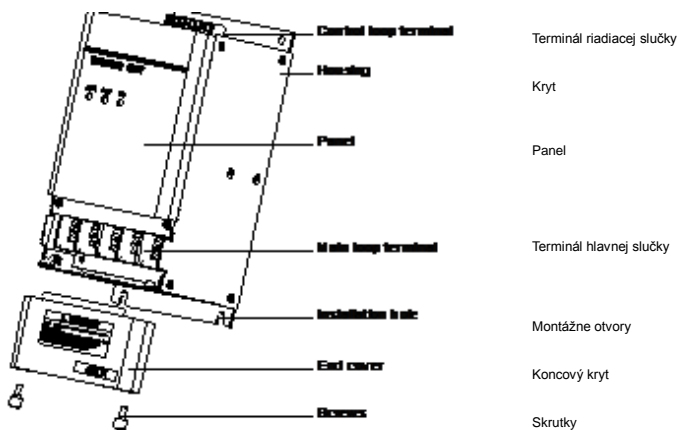 Control loop terminal Terminál riadiacej slučky
Housing Kryt
Panel Panel
Main loop terminal Terminál hlavnej slučky
Installation hole Montážne otvory
End cover Koncový kryt
Screws Skrutky